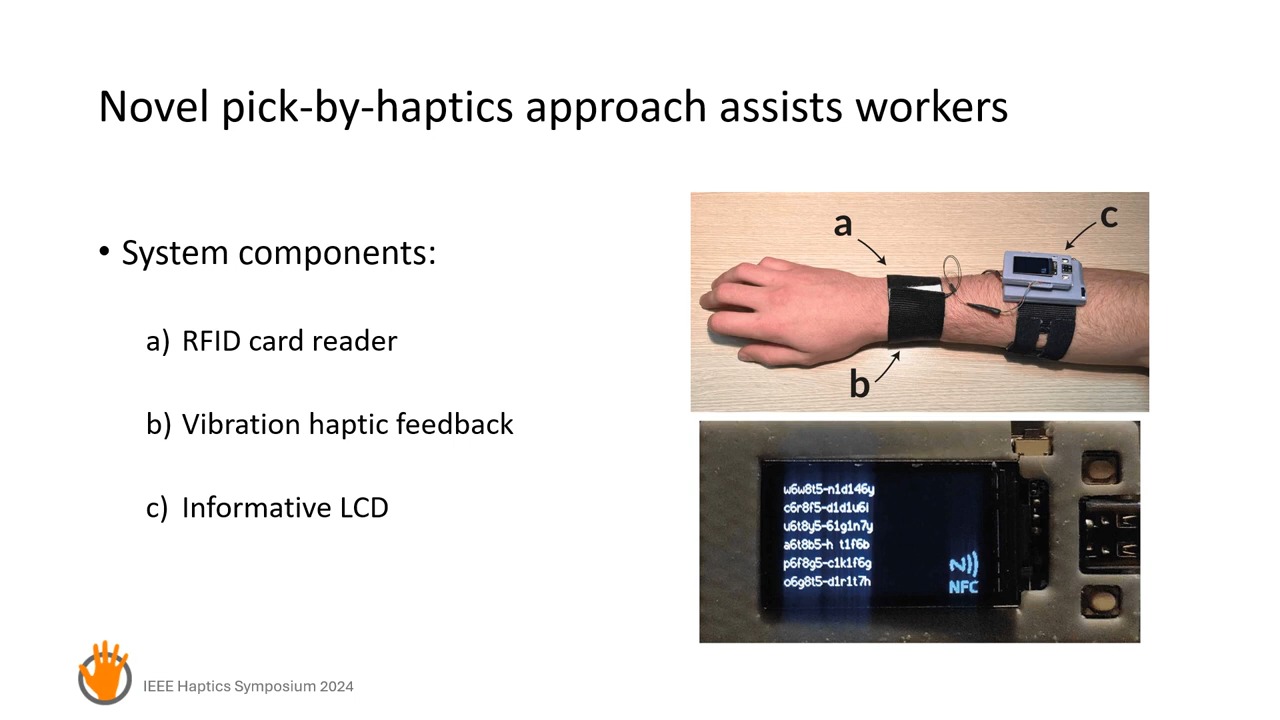 Novel pick-by-haptics approach assists workers
• System components:
a) RFID card reader
b) Vibration haptic feedback
c) Informative LCD
a
c
b
w6w8t5-n1d146y
c6r8f5-d1d1u6i
u6t8y5-61g1n7y
a6t8b5-h t1f6b
p6f8g5-c1k1f6g
o6g8t5-d1r1t7h
NFC
IEEE Haptics Symposium 2024